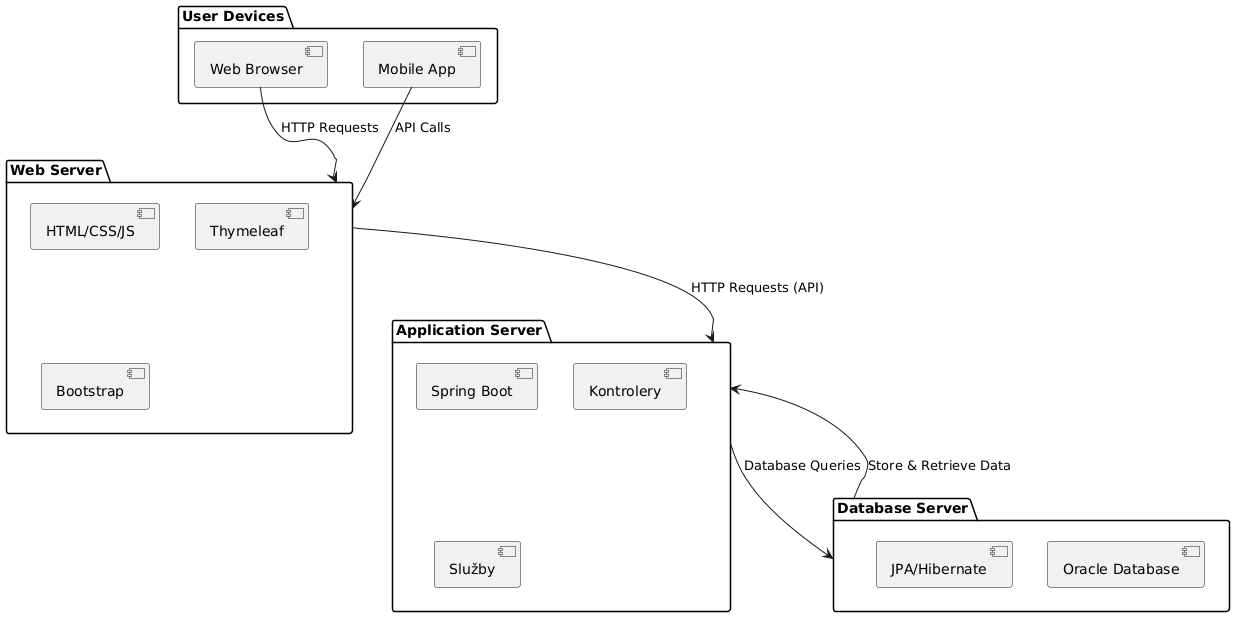 User Devices
Web Browser
Mobile App
HTTP Requests
API Calls
Web Server
HTML/CSS/JS
Thymeleaf
Bootstrap
HTTP Requests (API)
Application Server
Spring Boot
Kontrolery
Služby
Database Queries
Store & Retrieve Data
Database Server
JPA/Hibernate
Oracle Database